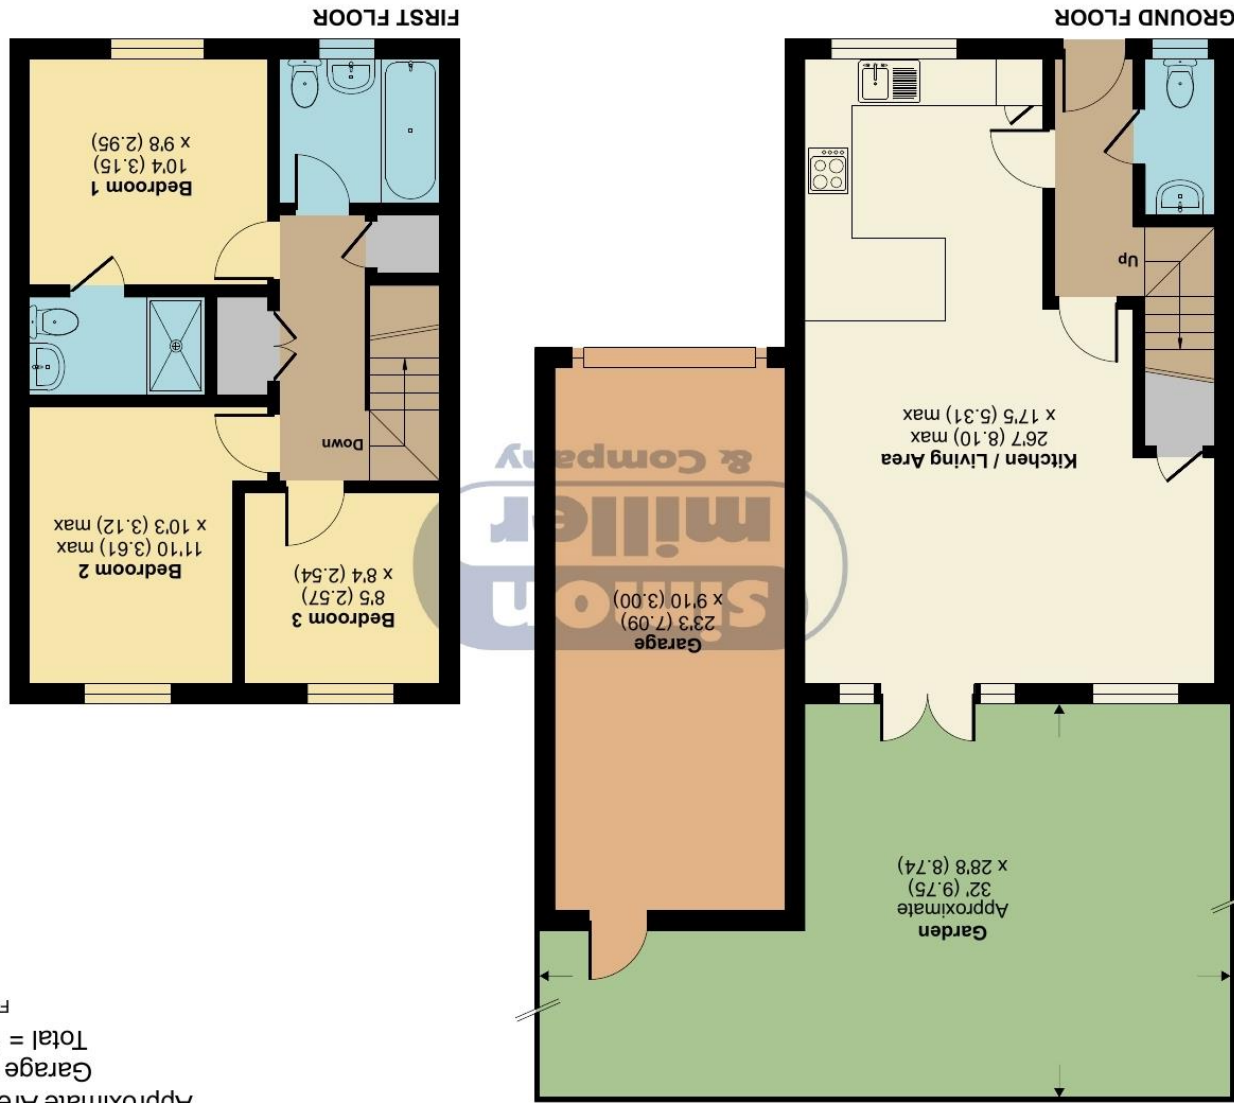 Approximate Are
Garage
Total =
Garden
Approximate
32' (9.75)
x 28'8 (8.74)
Garage
23'3 (7.09)
x 9'10 (3.00)
Bedroom 3
8'5 (2.57)
x 8'4 (2.54)
Bedroom 2
11'10 (3.61) max
x 10'3 (3.12) max
simon
miller
& Company
Kitchen / Living Area
26'7 (8.10) max
x 17'5 (5.31) max
Down
Up
Bedroom 1
10'4 (3.15)
x 9'8 (2.95)
GROUND FLOOR
FIRST FLOOR